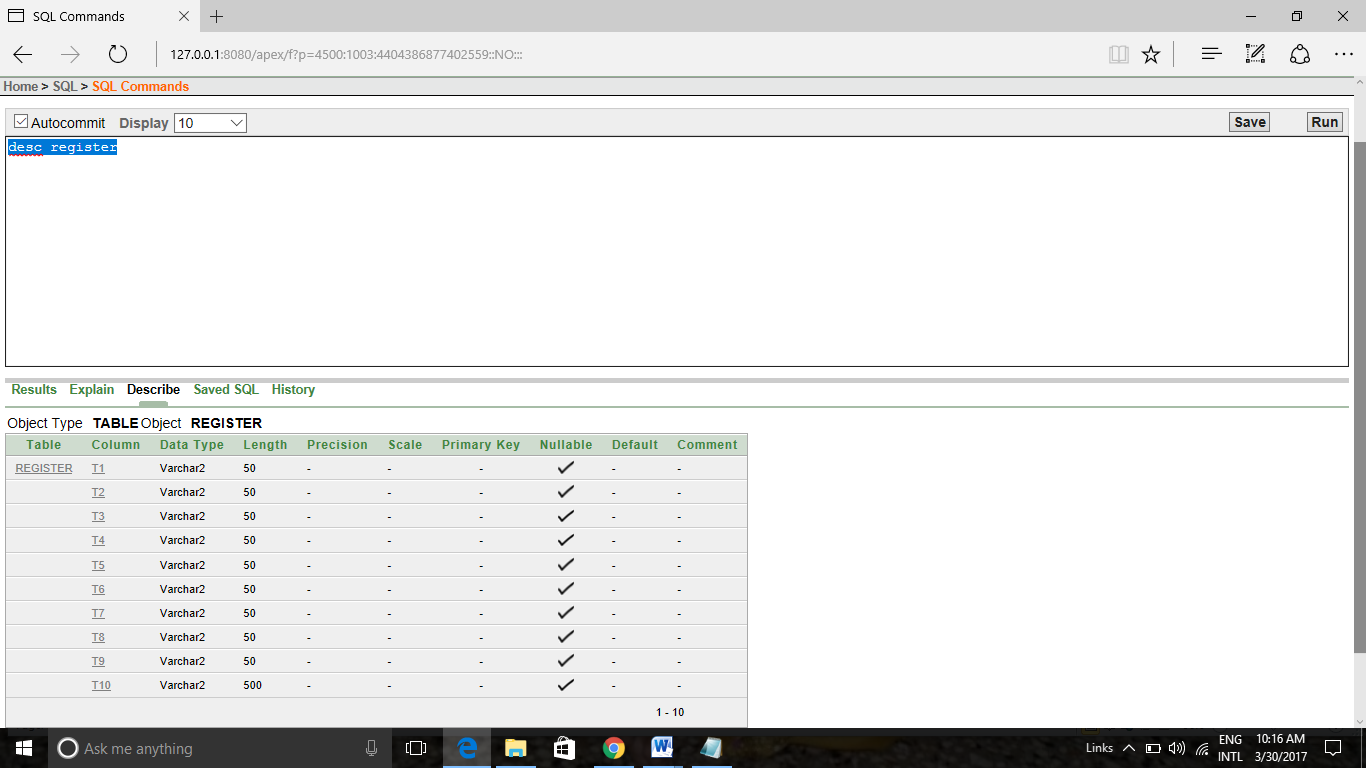 SQL Commands
127.0.0.1:8080/apex/f?p=4500:1003:4404386877402559::NO:::
Home > SQL > SQL Commands
Autocommit Display 10 Save Run
desc register
Results Explain Describe Saved SQL History
Object Type TABLE Object REGISTER
Table Column Data Type Length Precision Scale Primary Key Nullable Default Comment
REGISTER T1 Varchar2 50 - - - - -
T2 Varchar2 50 - - - - -
T3 Varchar2 50 - - - - -
T4 Varchar2 50 - - - - -
T5 Varchar2 50 - - - - -
T6 Varchar2 50 - - - - -
T7 Varchar2 50 - - - - -
T8 Varchar2 50 - - - - -
T9 Varchar2 50 - - - - -
T10 Varchar2 500 - - - - -
1 - 10
Ask me anything
Links
ENG
INTL
10:16 AM
3/30/2017